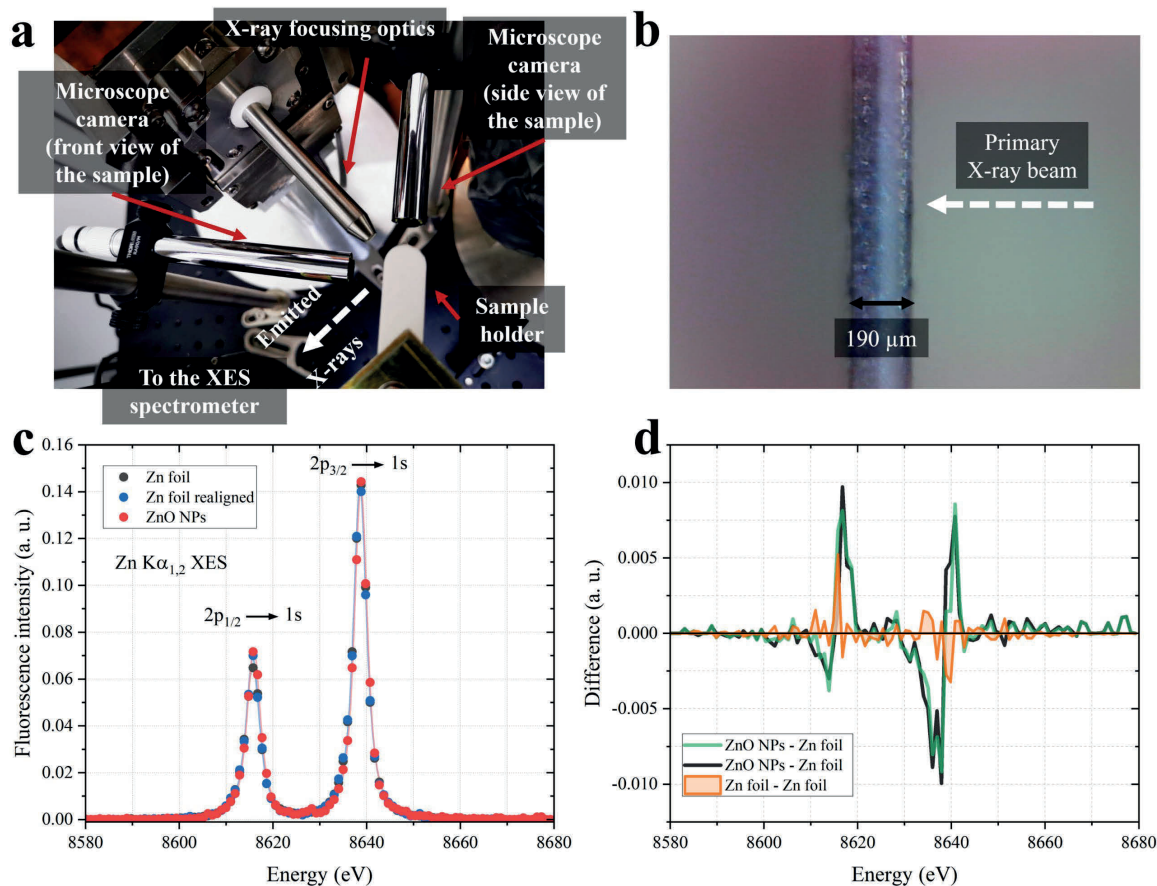 a
X-ray focusing optics
Microscope
camera
(side view of
the sample)
Microscope
camera
(front view of
the sample)
Emitted
X-rays
Sample
holder
To the XES
spectrometer
b
Primary
X-ray beam
190 µm
c
Fluorescence intensity (a. u.)
0.16
0.14
0.12
0.10
0.08
0.06
0.04
0.02
0.00
Zn foil
Zn foil realigned
ZnO NPs
Zn Kα1,2 XES
2p3/2 → 1s
2p1/2 → 1s
8580 8600 8620 8640 8660 8680
Energy (eV)
d
Difference (a. u.)
0.010
0.005
0.000
-0.005
-0.010
ZnO NPs - Zn foil
ZnO NPs - Zn foil
Zn foil - Zn foil
8580 8600 8620 8640 8660 8680
Energy (eV)